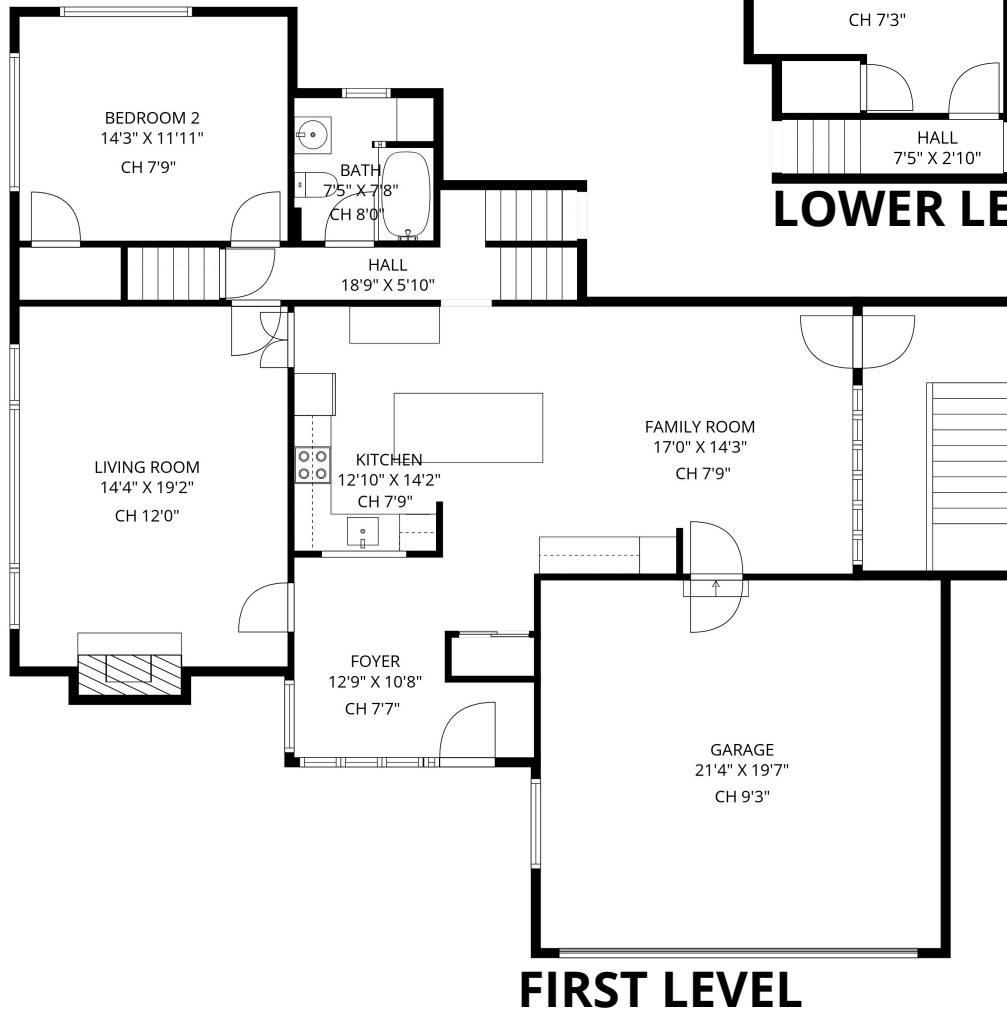 CH 7'3"
BEDROOM 2
14'3" X 11'11"
CH 7'9"
HALL
7'5" X 2'10"
BATH
7'5" X 7'8"
CH 8'0"
LOWER LE
HALL
18'9" X 5'10"
FAMILY ROOM
17'0" X 14'3"
CH 7'9"
KITCHEN
12'10" X 14'2"
CH 7'9"
LIVING ROOM
14'4" X 19'2"
CH 12'0"
FOYER
12'9" X 10'8"
CH 7'7"
GARAGE
21'4" X 19'7"
CH 9'3"
FIRST LEVEL